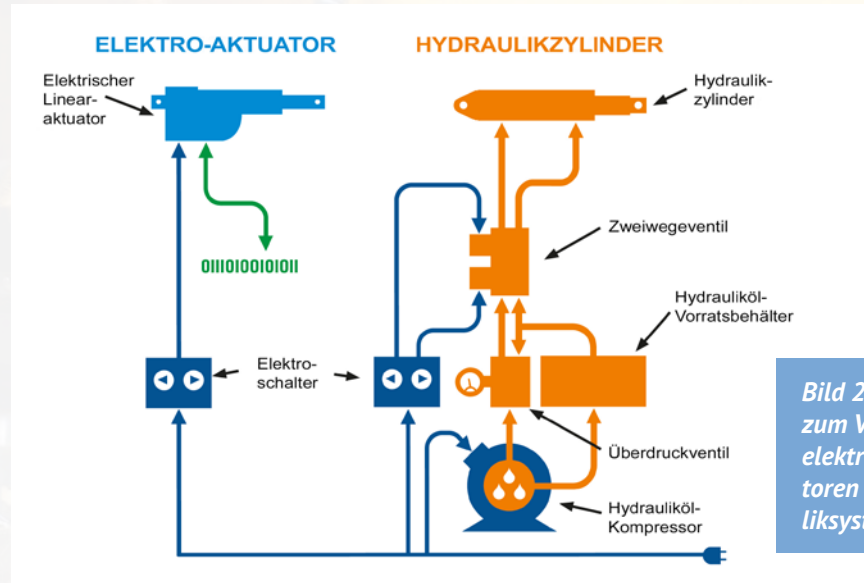 ELEKTRO-AKTUATOR
HYDRAULIKZYLINDER
Elektrischer
Linear-
aktuator
Hydraulik-
zylinder
01110100101011
Zweiwegeventil
Hydrauliköl-
Vorratsbehälter
Elektro-
schalter
Überdruckventil
Hydrauliköl-
Kompressor
Bild 2
zum V
elektr
toren
liksyst